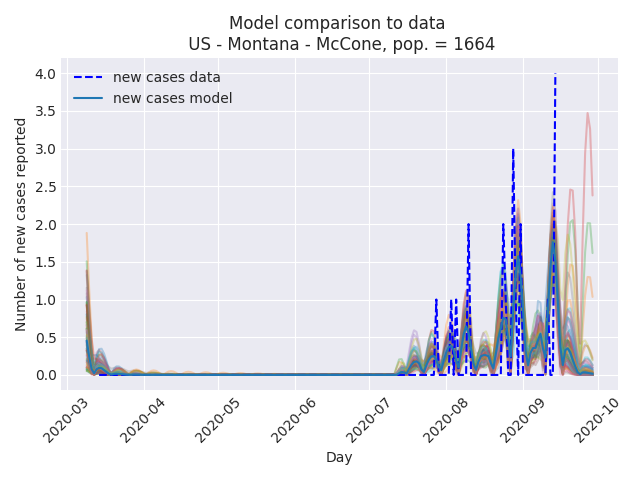 Model comparison to data
US - Montana - McCone, pop. = 1664
new cases data
new cases model
Number of new cases reported
4.0
3.5
3.0
2.5
2.0
1.5
1.0
0.5
0.0
2020-03
2020-04
2020-05
2020-06
2020-07
2020-08
2020-09
2020-10
Day